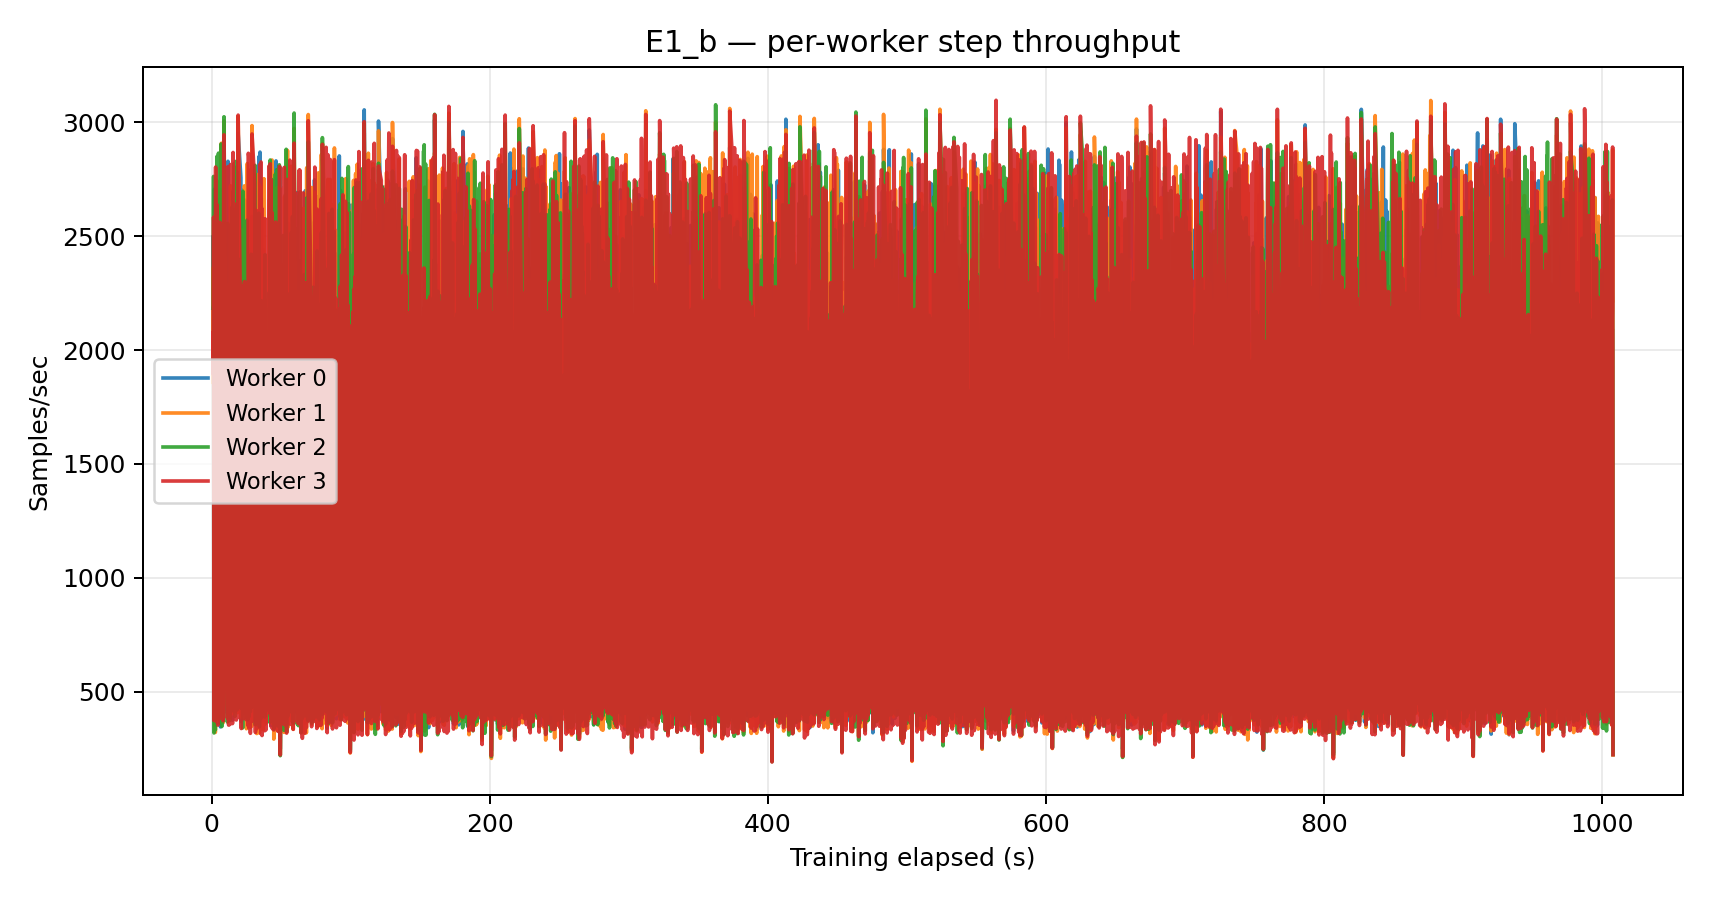 E1_b — per-worker step throughput
Samples/sec
3000
2500
2000
1500
1000
500
Worker 0
Worker 1
Worker 2
Worker 3
0 200 400 600 800 1000
Training elapsed (s)